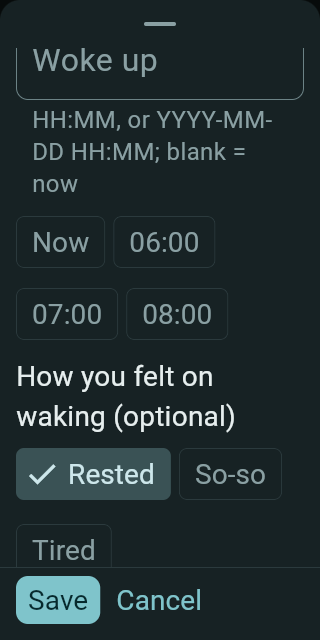 Woke up
HH:MM, or YYYY-MM-
DD HH:MM; blank =
now
Now 06:00
07:00 08:00
How you felt on
waking (optional)
Rested So-so
Tired
Save Cancel